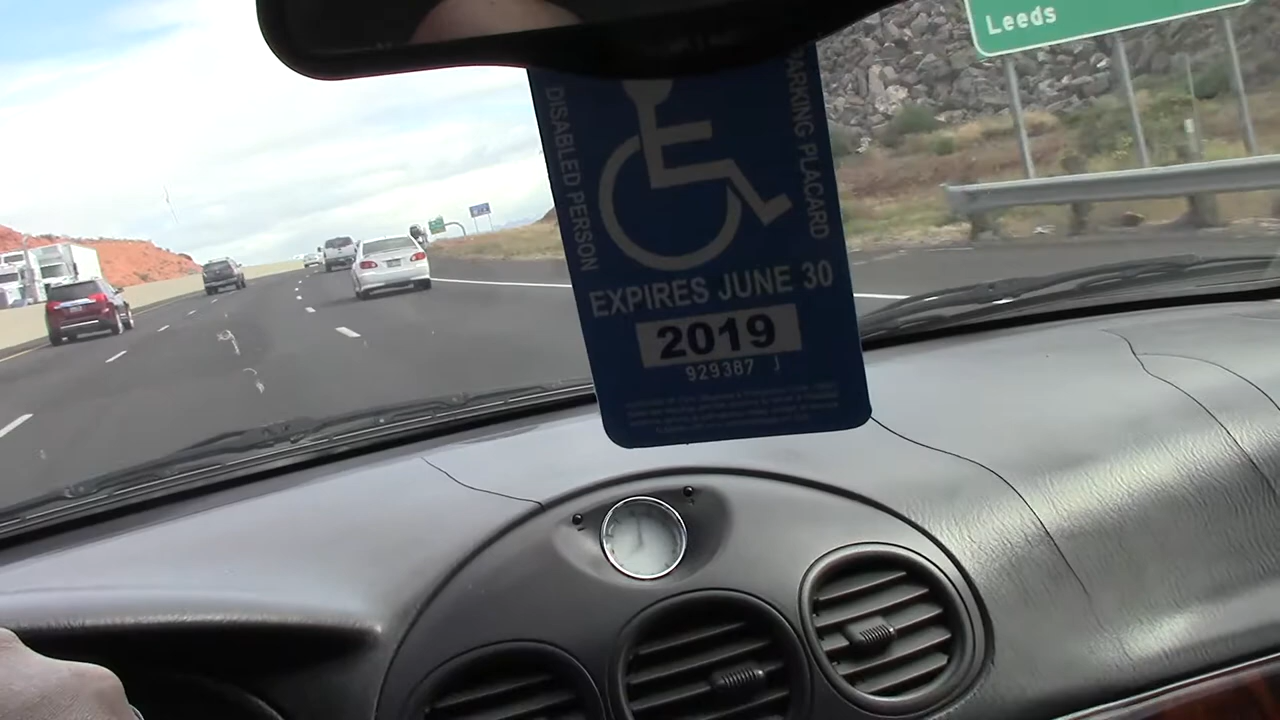 Leeds
DISABLED PERSON
PARKING PLACARD
EXPIRES JUNE 30
2019
929387 J